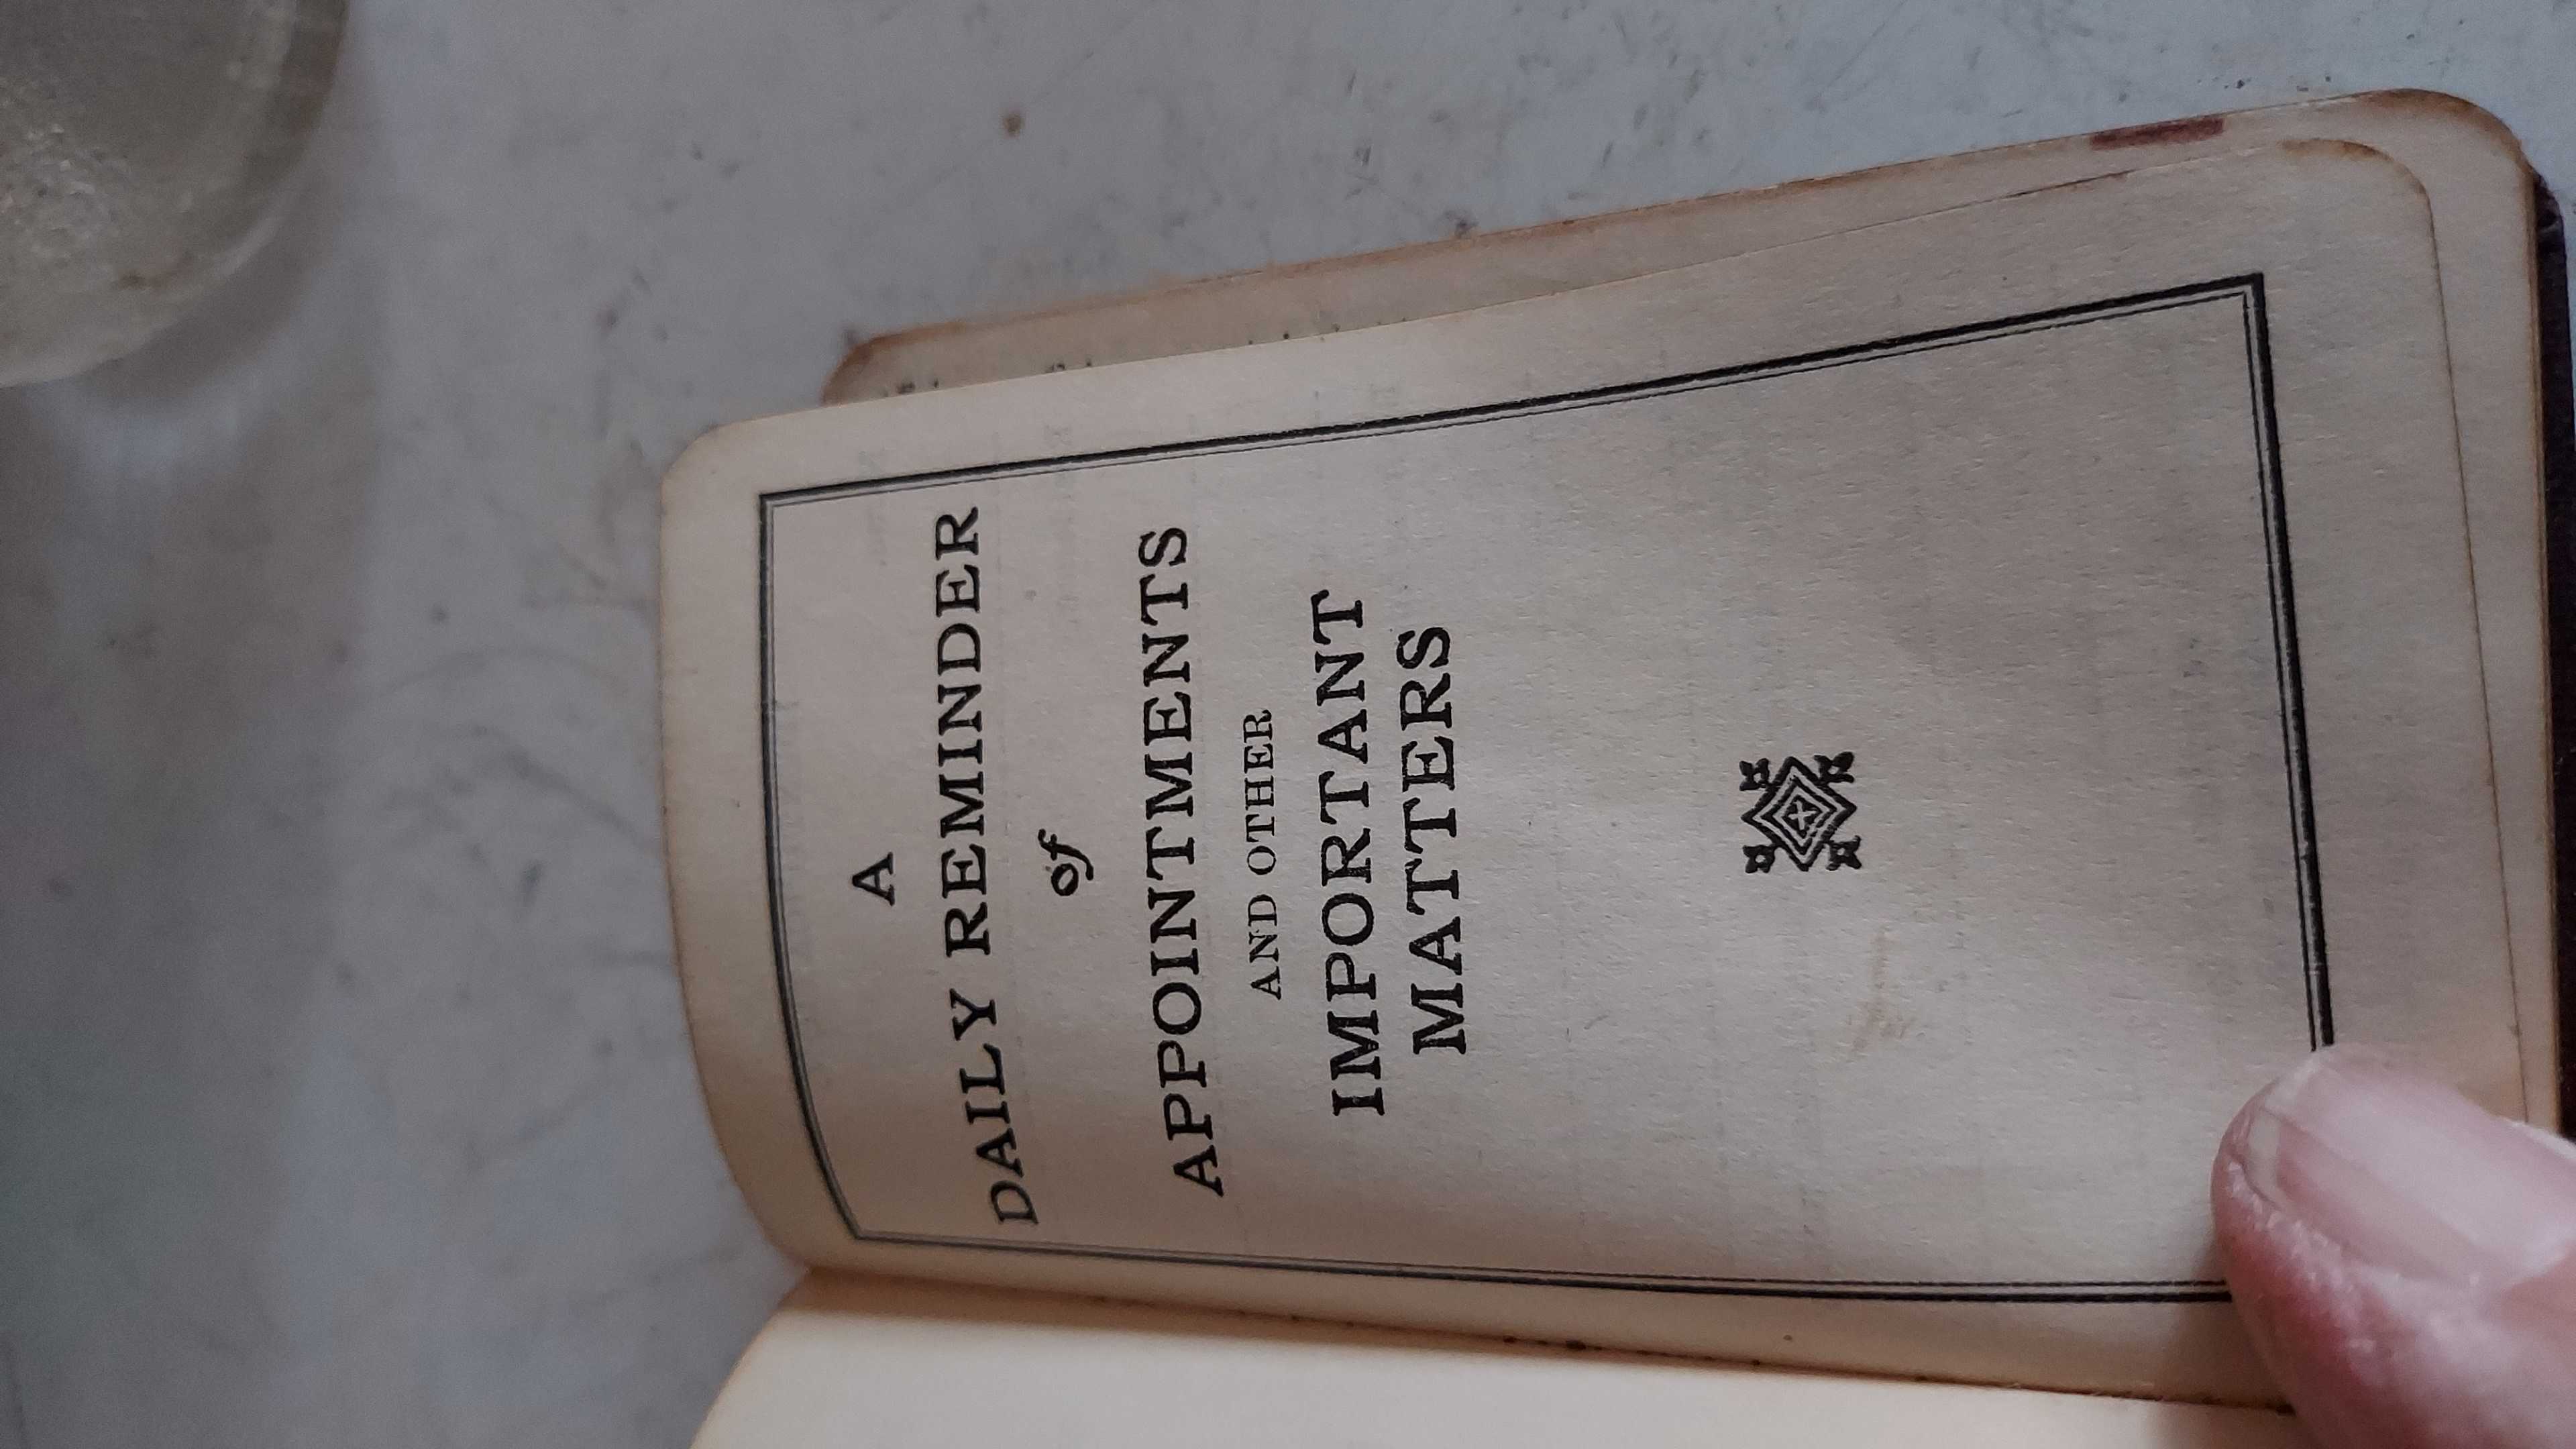 A
DAILY REMINDER
of
APPOINTMENTS
AND OTHER
IMPORTANT
MATTERS